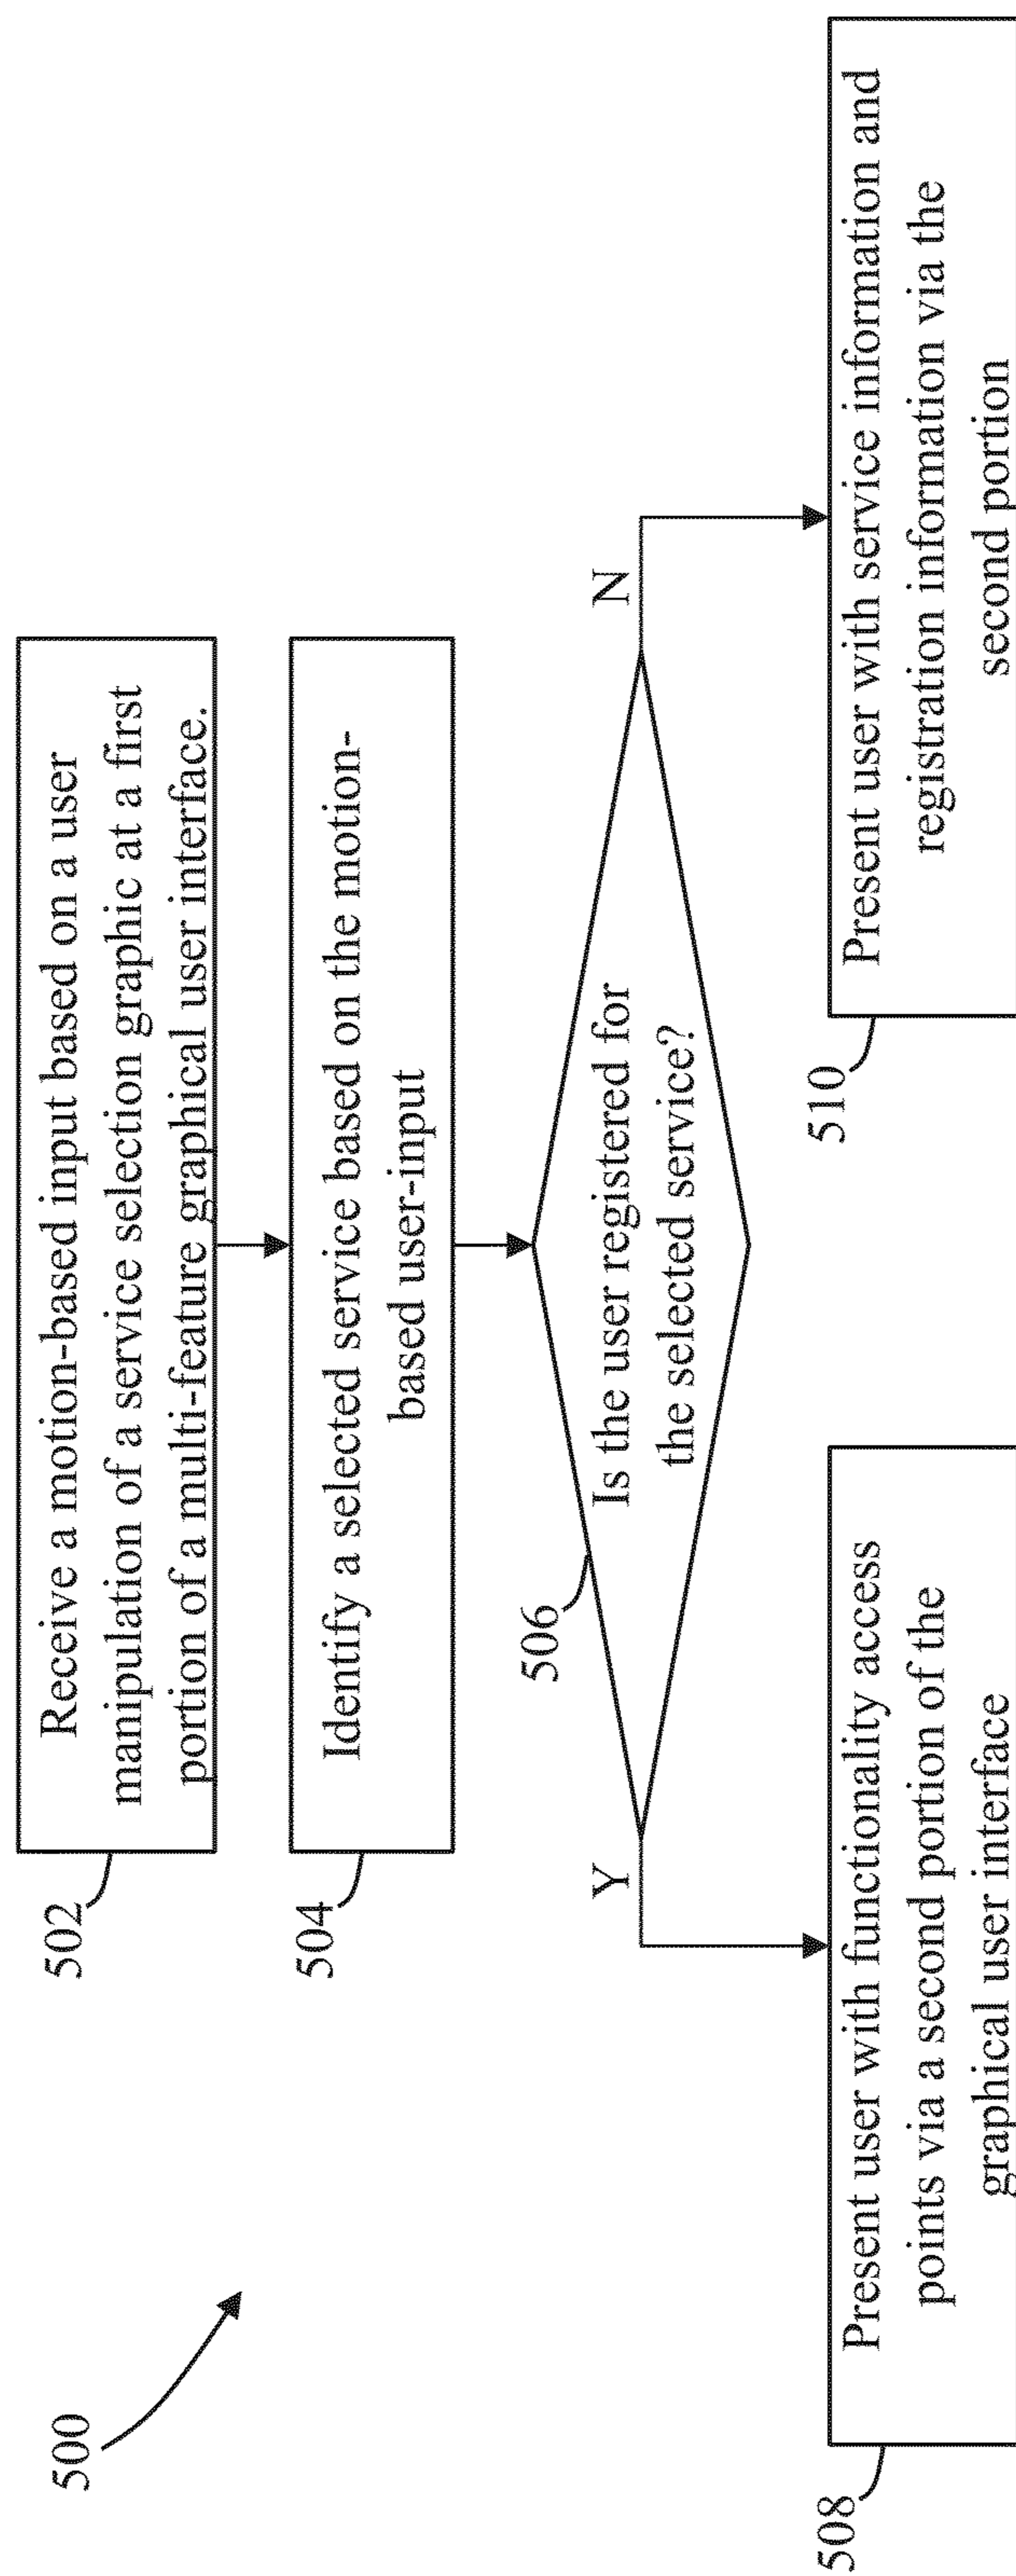 500
502
Receive a motion-based input based on a user
manipulation of a service selection graphic at a first
portion of a multi-feature graphical user interface.
504
Identify a selected service based on the motion-
based user-input
506
Is the user registered for
the selected service?
Y
N
508
Present user with functionality access
points via a second portion of the
graphical user interface
510
Present user with service information and
registration information via the
second portion